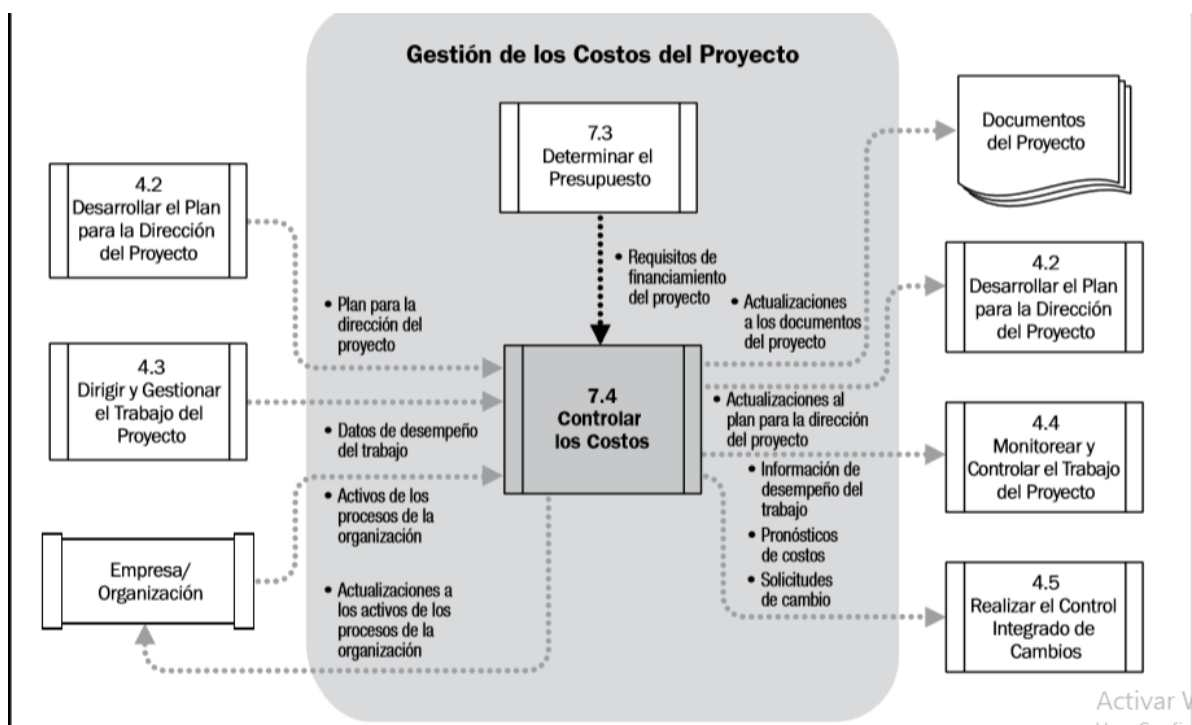 Gestión de los Costos del Proyecto
7.3
Determinar el
Presupuesto
Documentos
del Proyecto
4.2
Desarrollar el Plan
para la Dirección
del Proyecto
• Requisitos de
financiamiento
del proyecto
4.2
Desarrollar el Plan
para la Dirección
del Proyecto
• Plan para la
dirección del
proyecto
• Actualizaciones
a los documentos
del proyecto
4.3
Dirigir y Gestionar
el Trabajo del
Proyecto
7.4
Controlar
los Costos
• Actualizaciones al
plan para la dirección
del proyecto
4.4
Monitorear y
Controlar el Trabajo
del Proyecto
• Datos de desempeño
del trabajo
• Información de
desempeño del
trabajo
• Activos de los
procesos de la
organización
• Pronósticos
de costos
Empresa/
Organización
• Solicitudes
de cambio
4.5
Realizar el Control
Integrado de
Cambios
• Actualizaciones a
los activos de los
procesos de la
organización
Activar